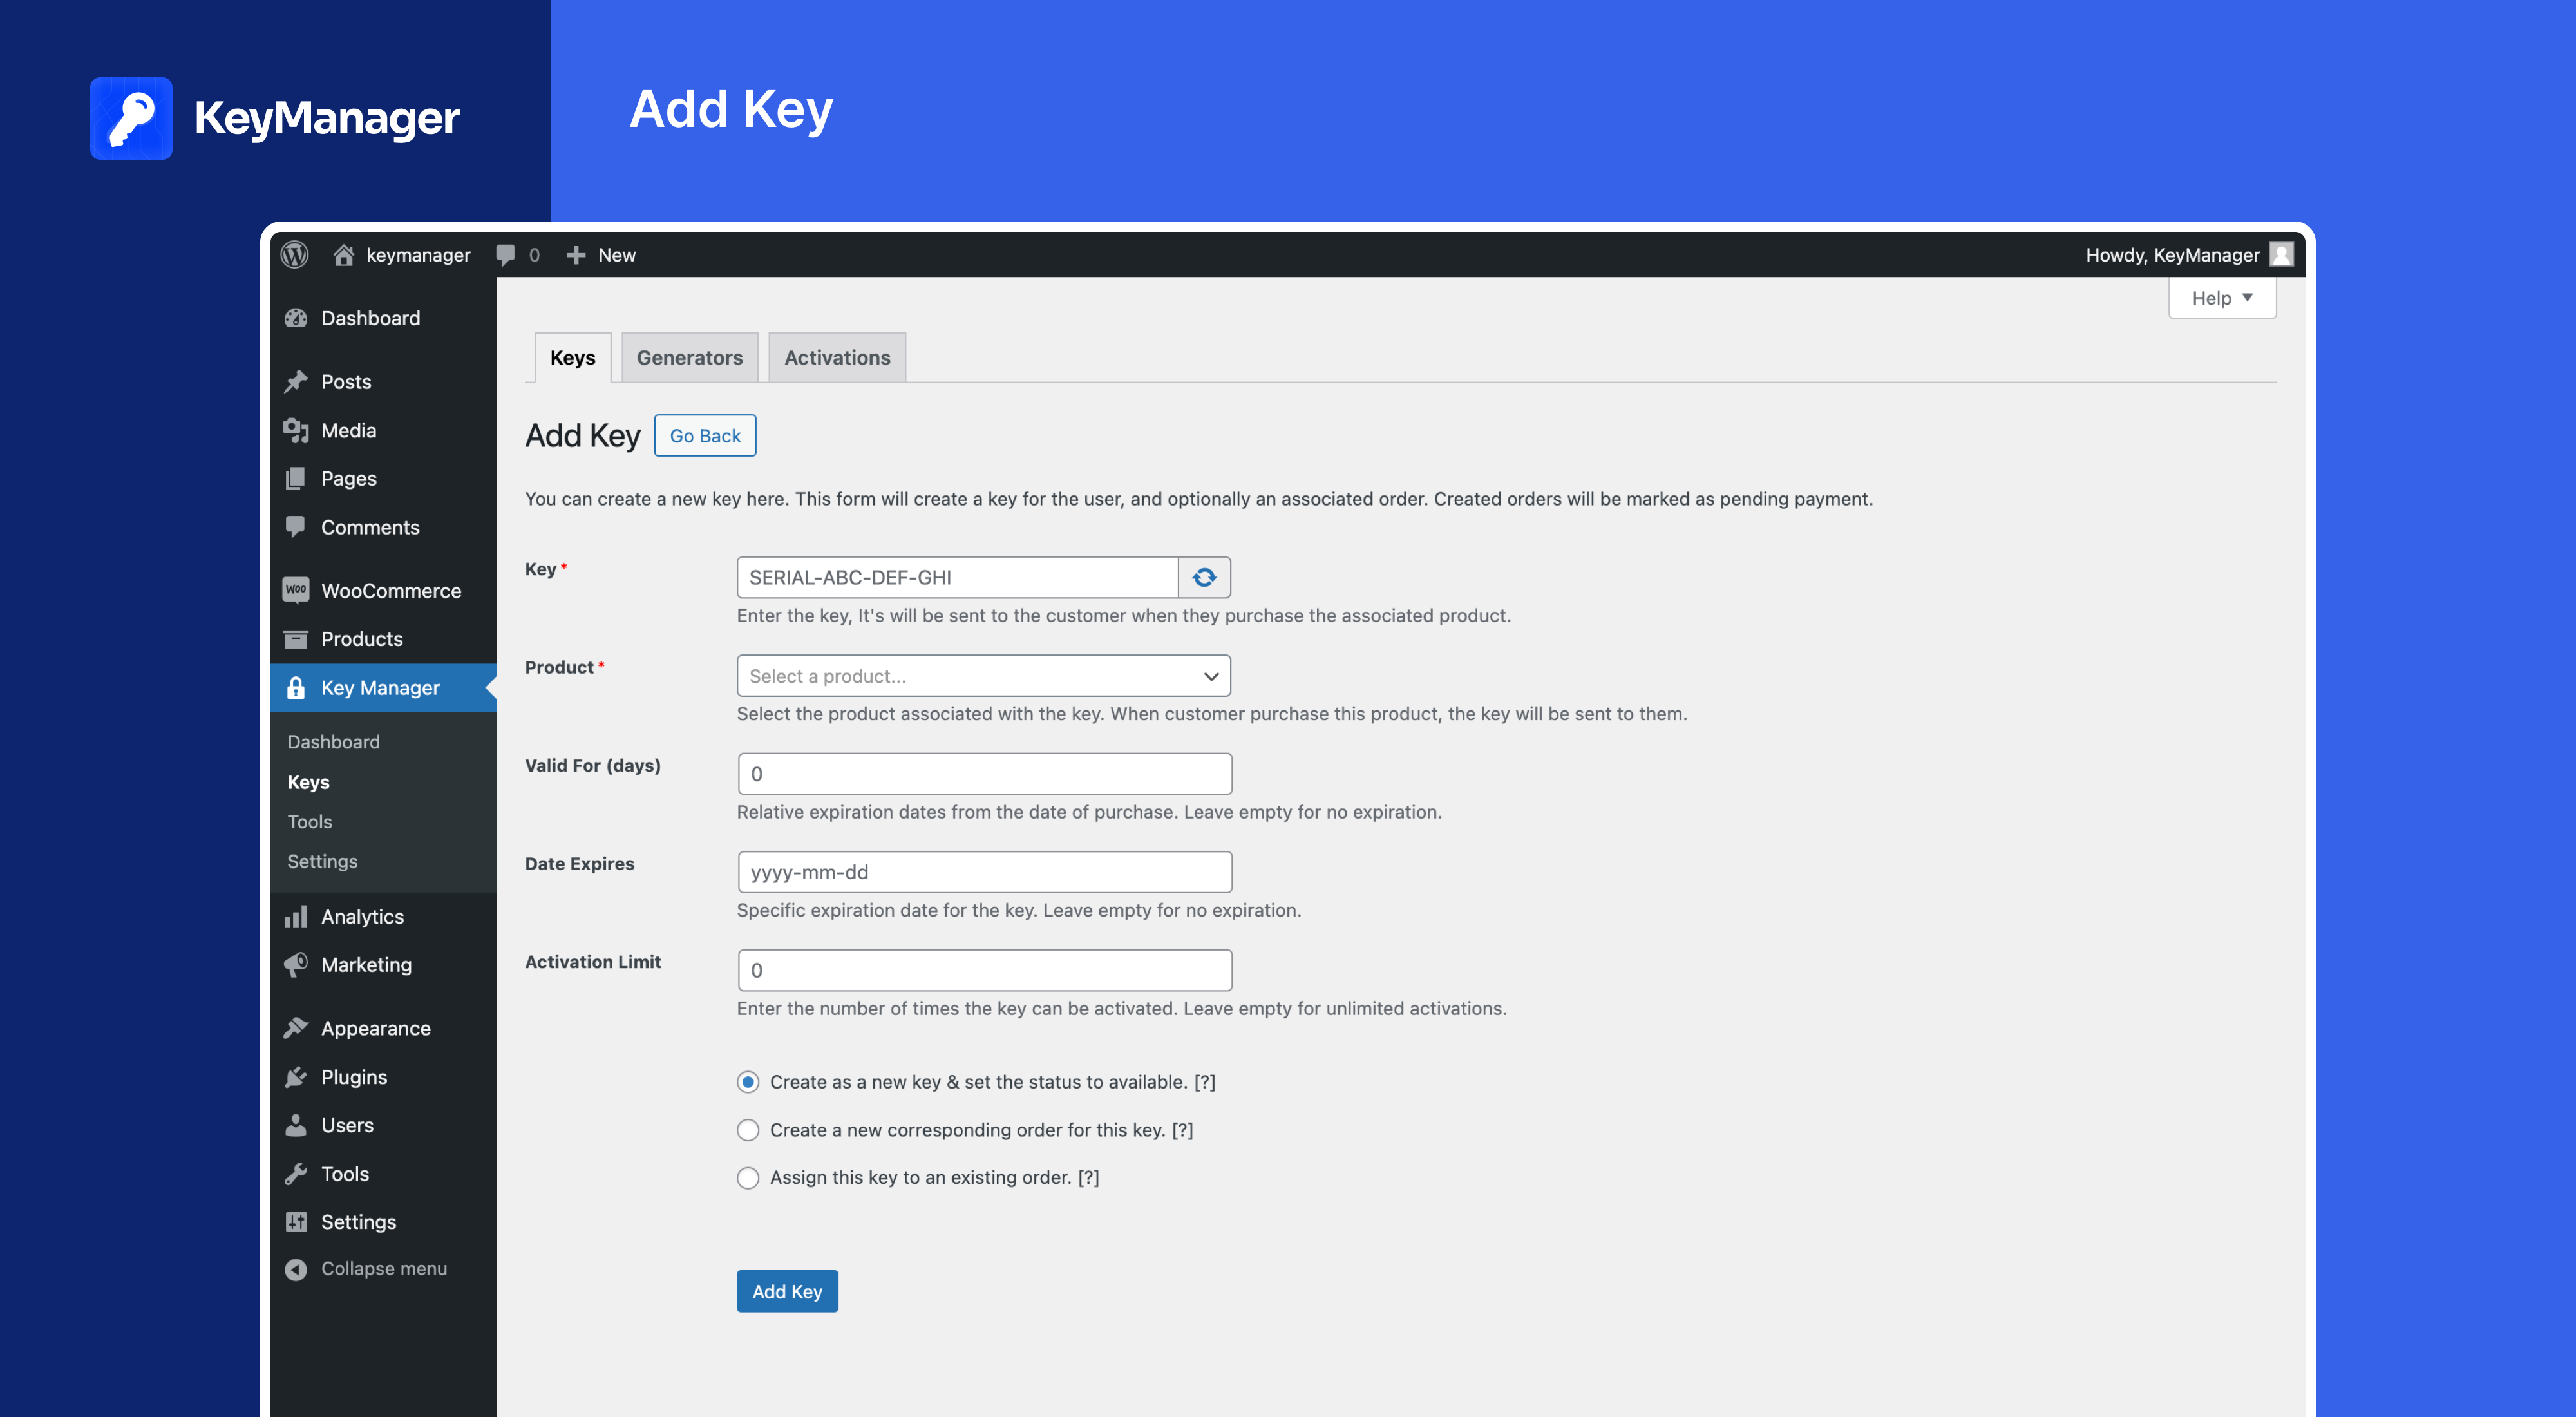 KeyManager
Add Key
keymanager
0
New
Howdy, KeyManager
Help
Dashboard
Posts
Media
Pages
Comments
Woo
WooCommerce
Products
Key Manager
Dashboard
Keys
Tools
Settings
Analytics
Marketing
Appearance
Plugins
Users
Tools
Settings
Collapse menu
Keys
Generators
Activations
Add Key
Go Back
You can create a new key here. This form will create a key for the user, and optionally an associated order. Created orders will be marked as pending payment.
Key *
SERIAL-ABC-DEF-GHI
Enter the key, It's will be sent to the customer when they purchase the associated product.
Product *
Select a product...
Select the product associated with the key. When customer purchase this product, the key will be sent to them.
Valid For (days)
0
Relative expiration dates from the date of purchase. Leave empty for no expiration.
Date Expires
yyyy-mm-dd
Specific expiration date for the key. Leave empty for no expiration.
Activation Limit
0
Enter the number of times the key can be activated. Leave empty for unlimited activations.
Create as a new key & set the status to available. [?]
Create a new corresponding order for this key. [?]
Assign this key to an existing order. [?]
Add Key